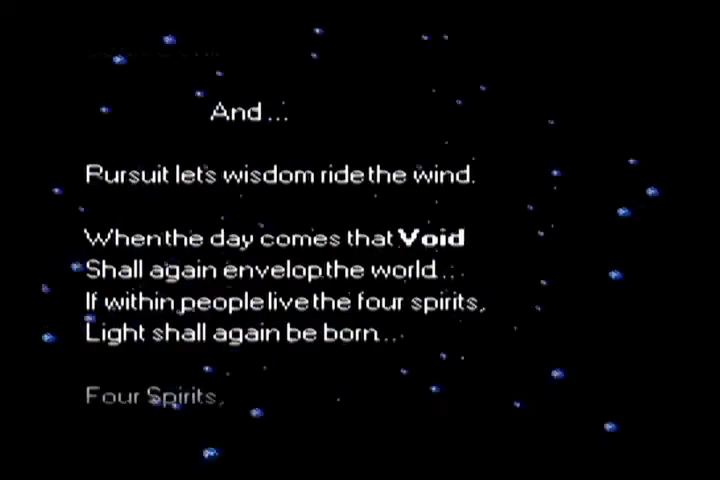 And...
Pursuit let's wisdom ride the wind.
When the day comes that Void
Shall again envelop the world...
If within people live the four spirits,
Light shall again be born...
Four Spirits,